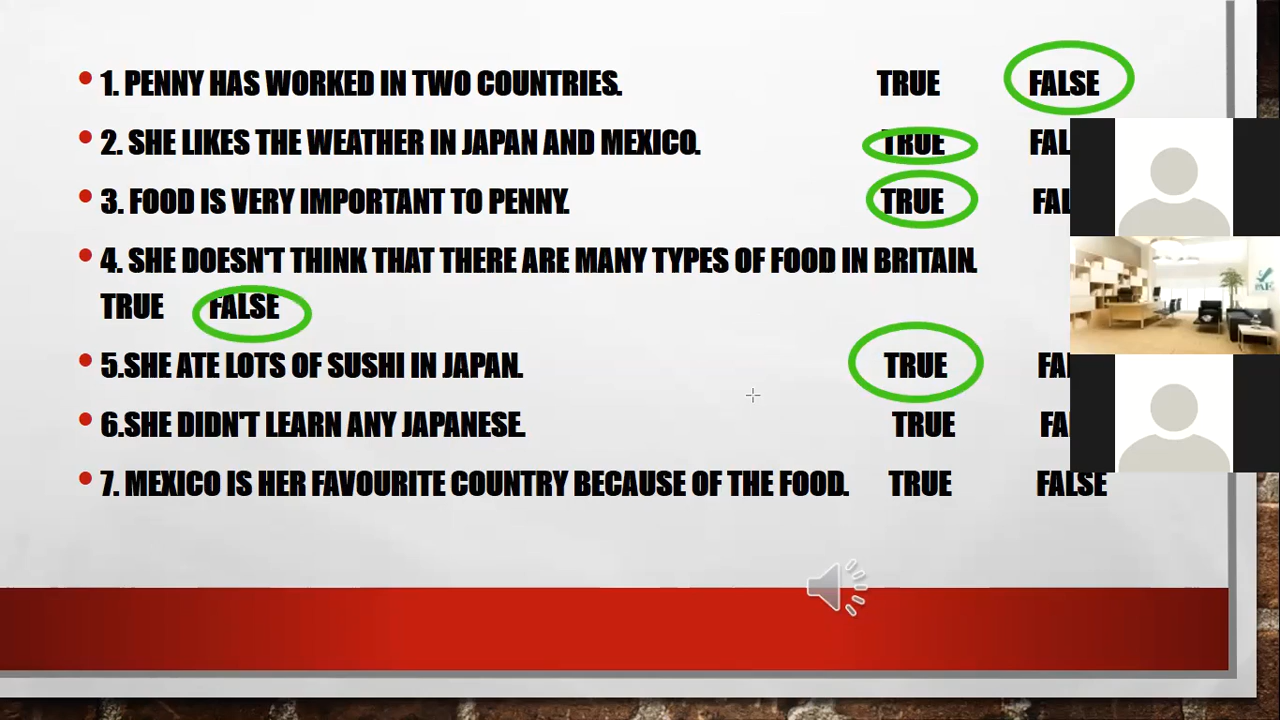 1. PENNY HAS WORKED IN TWO COUNTRIES. TRUE FALSE
2. SHE LIKES THE WEATHER IN JAPAN AND MEXICO. TRUE
3. FOOD IS VERY IMPORTANT TO PENNY. TRUE
4. SHE DOESN'T THINK THAT THERE ARE MANY TYPES OF FOOD IN BRITAIN.
TRUE FALSE
5.SHE ATE LOTS OF SUSHI IN JAPAN. TRUE
6.SHE DIDN'T LEARN ANY JAPANESE. TRUE
7. MEXICO IS HER FAVOURITE COUNTRY BECAUSE OF THE FOOD. TRUE FALSE